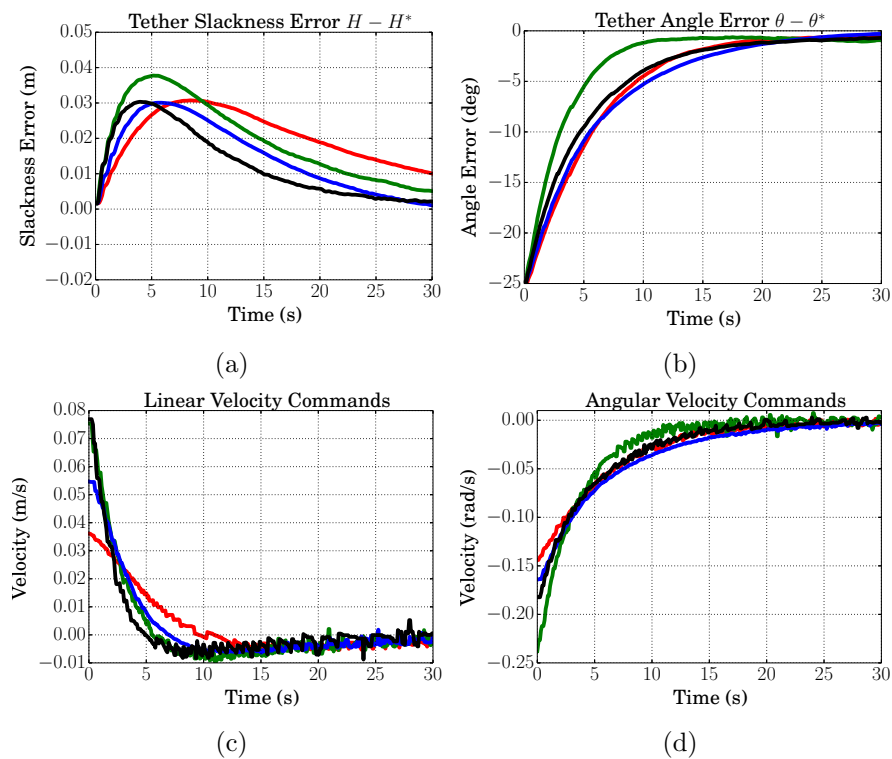 Tether Slackness Error H − H*
Slackness Error (m)
0.05
0.04
0.03
0.02
0.01
0.00
−0.01
−0.02
0 5 10 15 20 25 30
Time (s)
(a)
Tether Angle Error θ − θ*
Angle Error (deg)
0
−5
−10
−15
−20
−25
0 5 10 15 20 25 30
Time (s)
(b)
Linear Velocity Commands
Velocity (m/s)
0.08
0.07
0.06
0.05
0.04
0.03
0.02
0.01
0.00
−0.01
0 5 10 15 20 25 30
Time (s)
(c)
Angular Velocity Commands
Velocity (rad/s)
0.00
−0.05
−0.10
−0.15
−0.20
−0.25
0 5 10 15 20 25 30
Time (s)
(d)